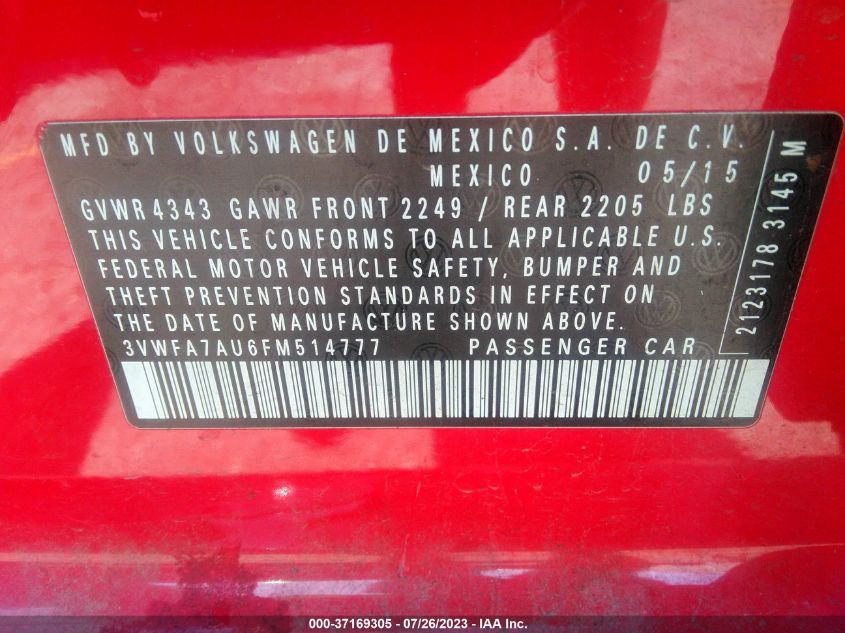 MFD BY VOLKSWAGEN DE MEXICO S.A. DE C.V.
MEXICO 05/15
GVWR 4343 GAWR FRONT 2249 / REAR 2205 LBS
THIS VEHICLE CONFORMS TO ALL APPLICABLE U.S.
FEDERAL MOTOR VEHICLE SAFETY, BUMPER AND
THEFT PREVENTION STANDARDS IN EFFECT ON
THE DATE OF MANUFACTURE SHOWN ABOVE.
3VWFA7AU6FM514777 PASSENGER CAR
2123178 3145 M
000-37169305 - 07/26/2023 - IAA Inc.